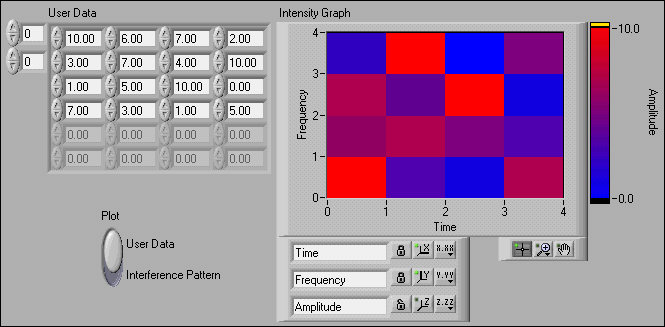 User Data
0 10.00 6.00 7.00 2.00
0 3.00 7.00 4.00 10.00
1.00 5.00 10.00 0.00
7.00 3.00 1.00 5.00
0.00 0.00 0.00 0.00
0.00 0.00 0.00 0.00
Plot
User Data
Interference Pattern
Intensity Graph
4
3
2
1
0
Frequency
0 1 2 3 4
Time
10.0
0.0
Amplitude
Time X X.XX
Frequency Y Y.YY
Amplitude Z Z.ZZ